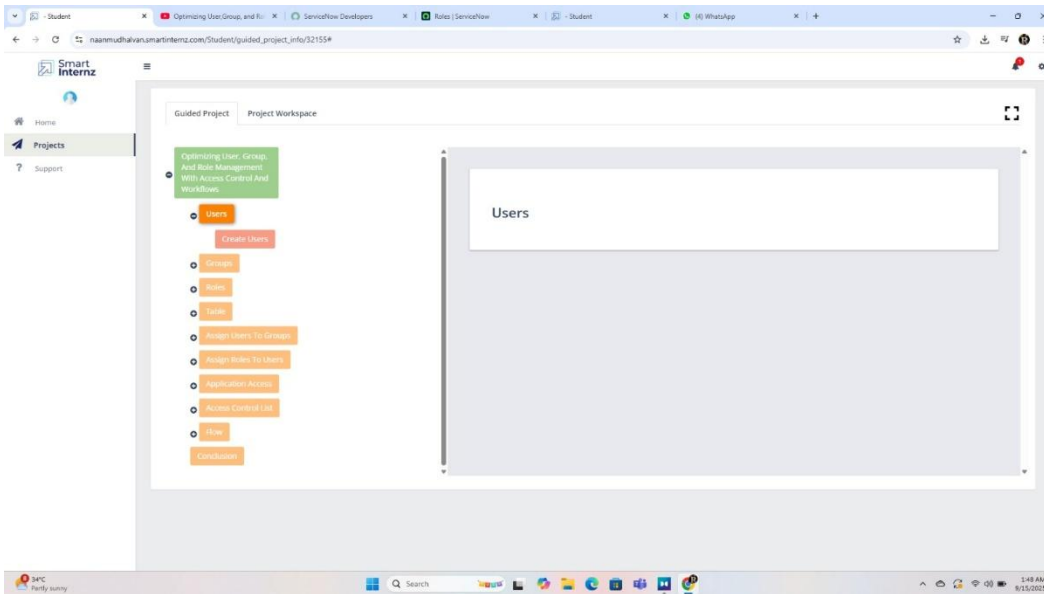 - Student
Optimizing User,Group, and Ro
ServiceNow Developers
Roles | ServiceNow
- Student
(4) WhatsApp
naanmudhalvan.smartinternz.com/Student/guided_project_info/32155#
Smart
Internz
Home
Projects
Support
Guided Project
Project Workspace
Optimizing User, Group,
And Role Management
With Access Control And
Workflows
Users
Create Users
Groups
Roles
Table
Assign Users To Groups
Assign Roles To Users
Application Access
Access Control List
Flow
Conclusion
Users
34°C
Partly sunny
Search
1:48 AM
9/15/2025